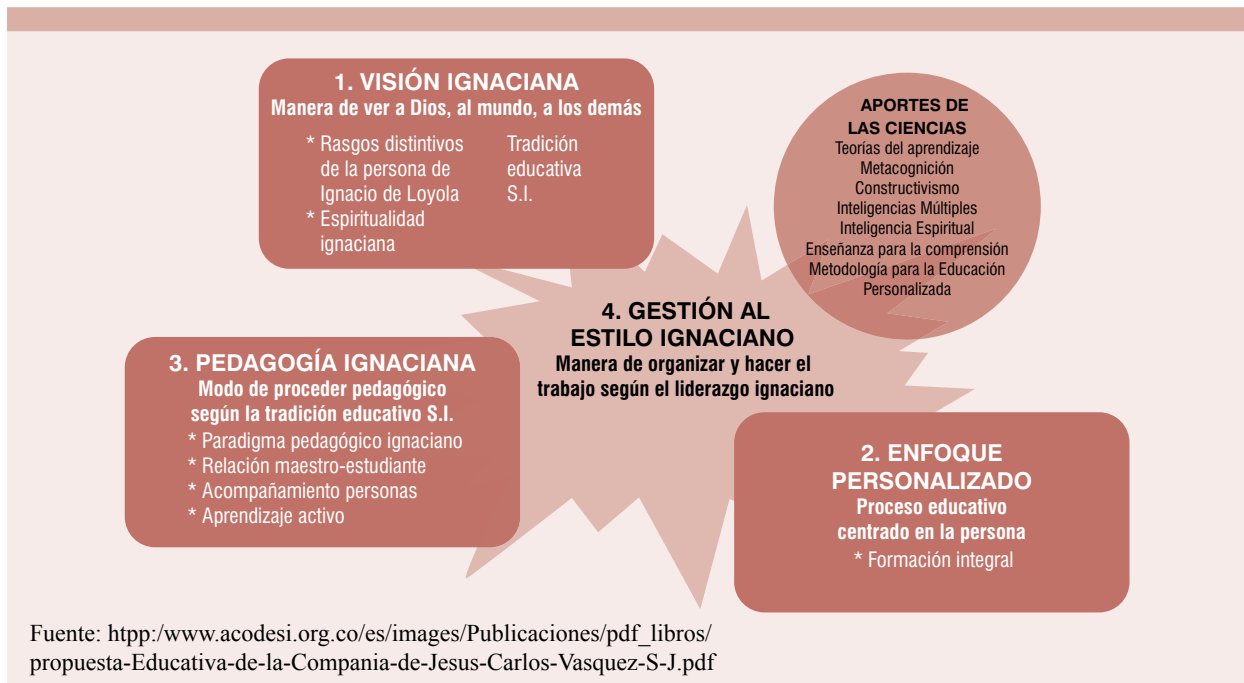 1. VISIÓN IGNACIANA
Manera de ver a Dios, al mundo, a los demás
* Rasgos distintivos
de la persona de
Ignacio de Loyola
* Espiritualidad
ignaciana
Tradición
educativa
S.I.
APORTES DE
LAS CIENCIAS
Teorías del aprendizaje
Metacognición
Constructivismo
Inteligencias Múltiples
Inteligencia Espiritual
Enseñanza para la comprensión
Metodología para la Educación
Personalizada
4. GESTIÓN AL
ESTILO IGNACIANO
Manera de organizar y hacer el
trabajo según el liderazgo ignaciano
3. PEDAGOGÍA IGNACIANA
Modo de proceder pedagógico
según la tradición educativo S.I.
* Paradigma pedagógico ignaciano
* Relación maestro-estudiante
* Acompañamiento personas
* Aprendizaje activo
2. ENFOQUE
PERSONALIZADO
Proceso educativo
centrado en la persona
* Formación integral
Fuente: htpp:/www.acodesi.org.co/es/images/Publicaciones/pdf_libros/
propuesta-Educativa-de-la-Compania-de-Jesus-Carlos-Vasquez-S-J.pdf